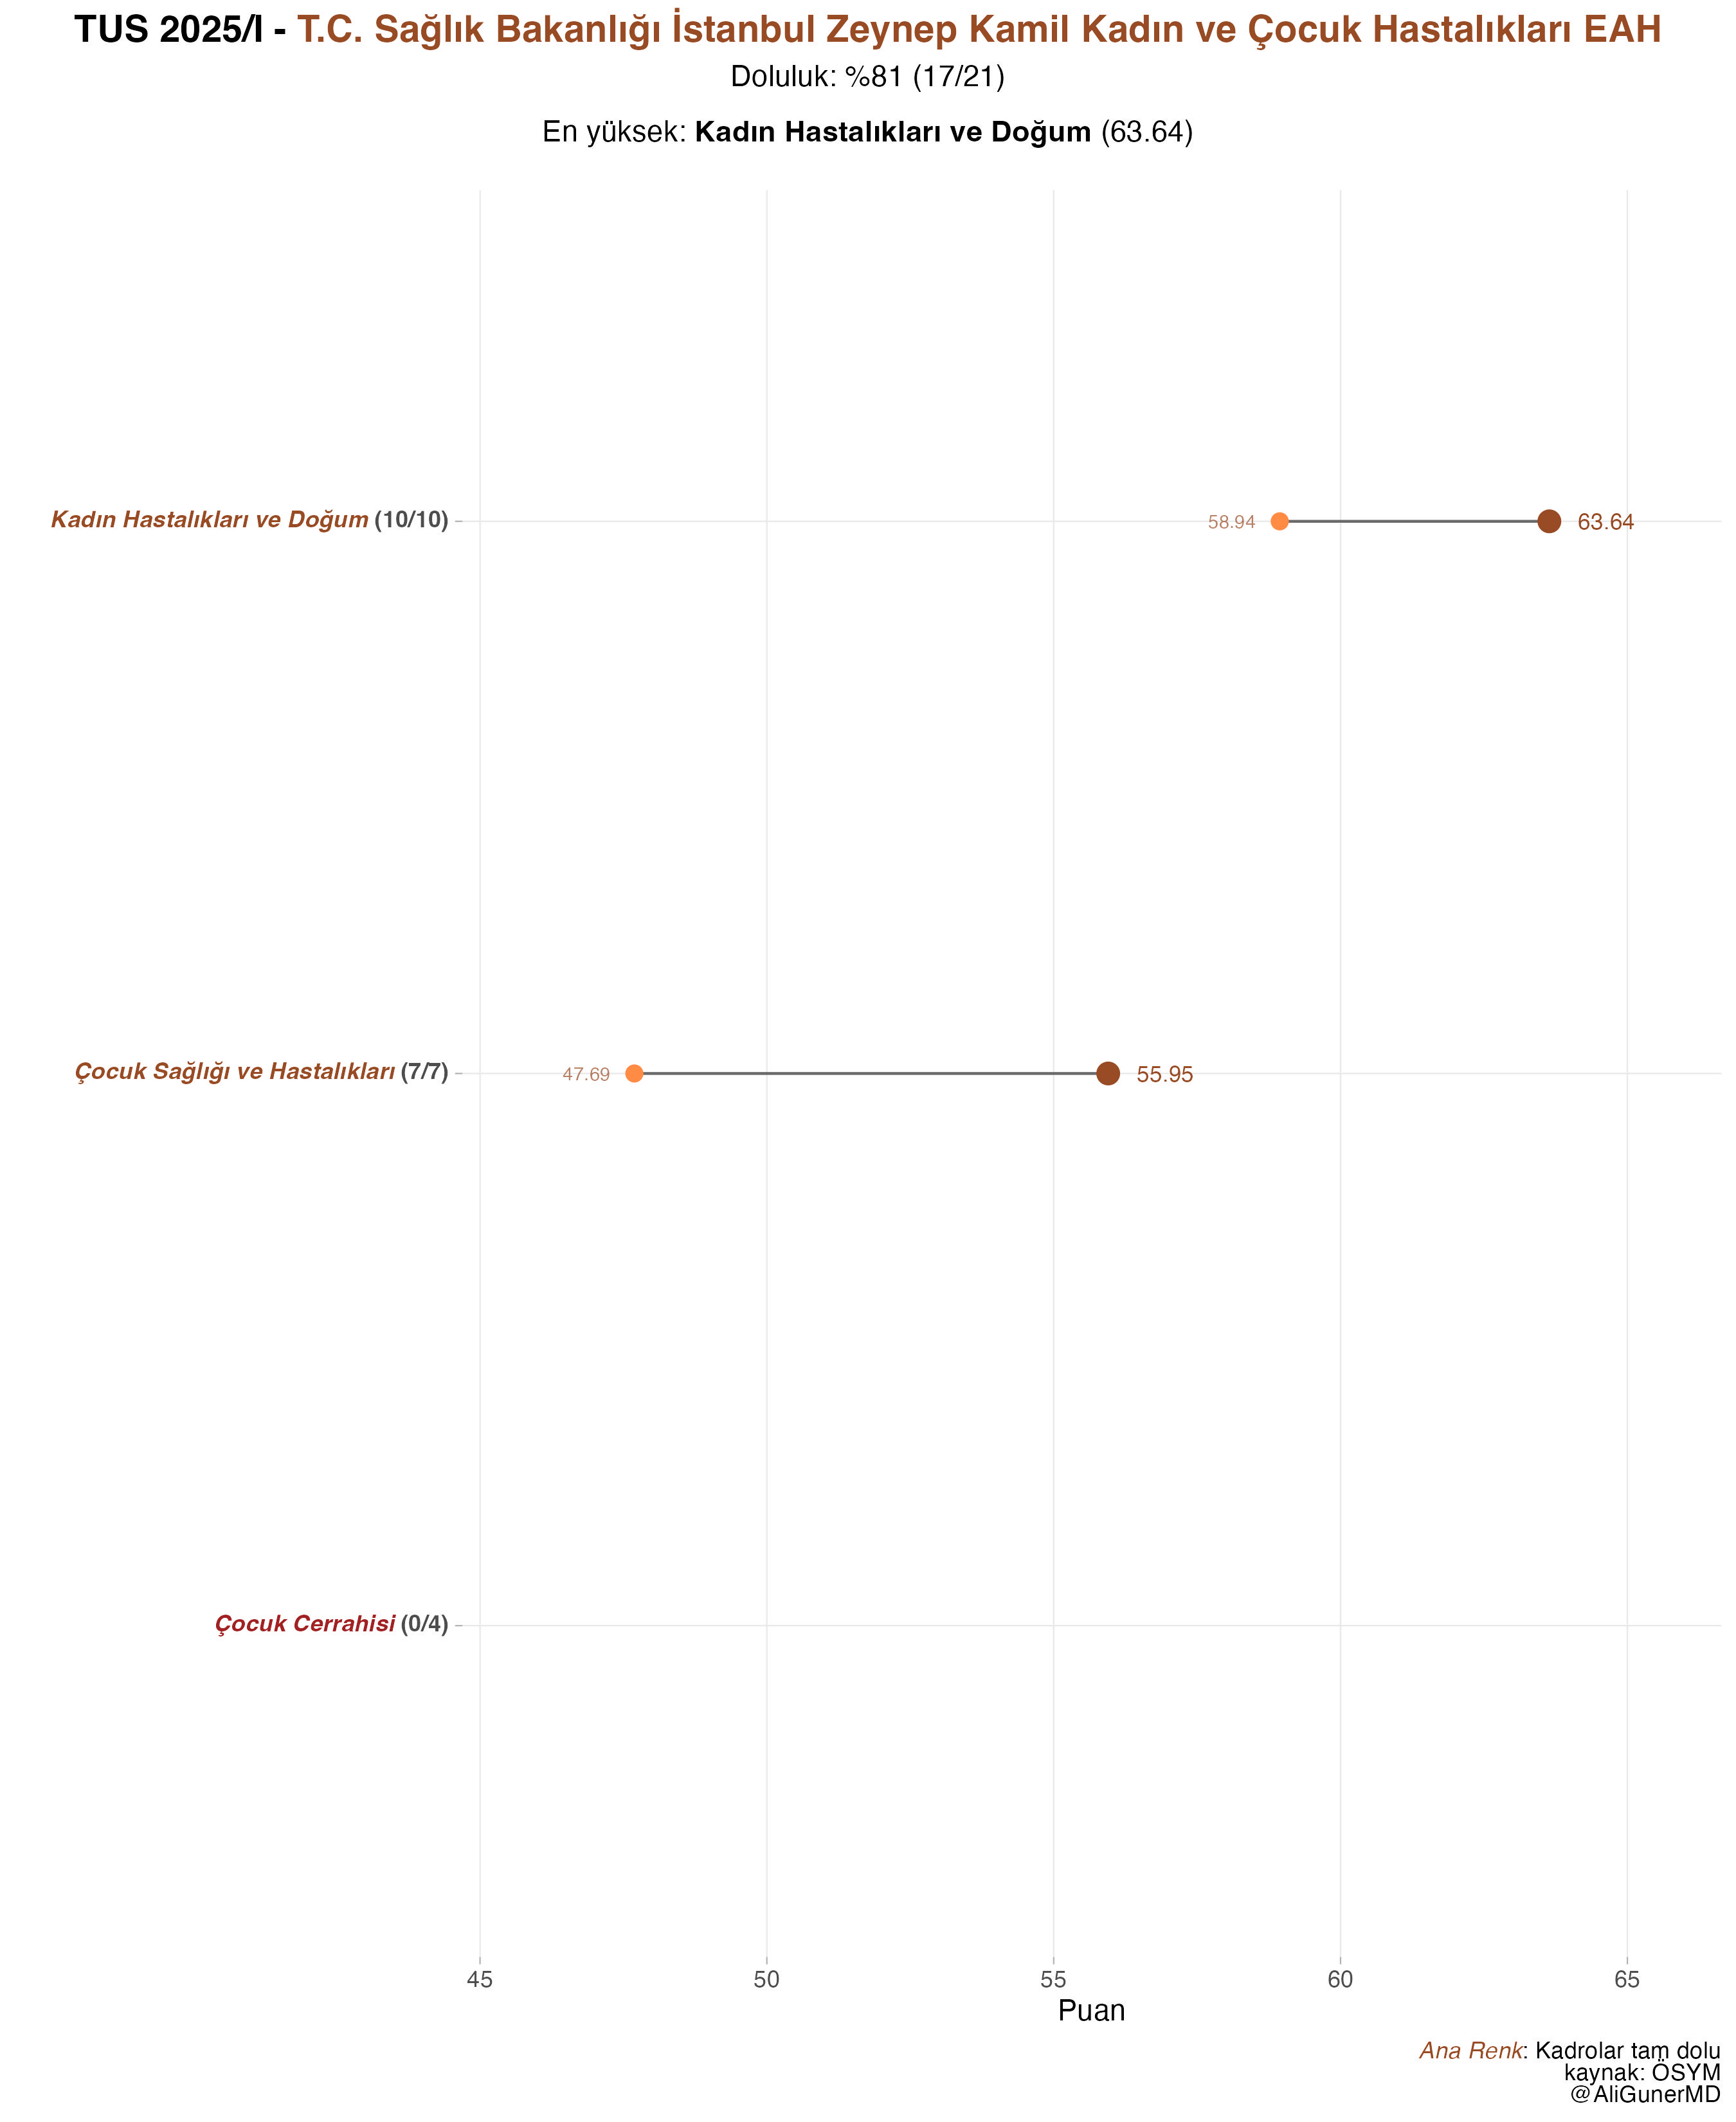 TUS 2025/I - T.C. Sağlık Bakanlığı İstanbul Zeynep Kamil Kadın ve Çocuk Hastalıkları EAH
Doluluk: %81 (17/21)
En yüksek: Kadın Hastalıkları ve Doğum (63.64)
Kadın Hastalıkları ve Doğum (10/10)
58.94
63.64
Çocuk Sağlığı ve Hastalıkları (7/7)
47.69
55.95
Çocuk Cerrahisi (0/4)
45 50 55 60 65
Puan
Ana Renk: Kadrolar tam dolu
kaynak: ÖSYM
@AliGunerMD